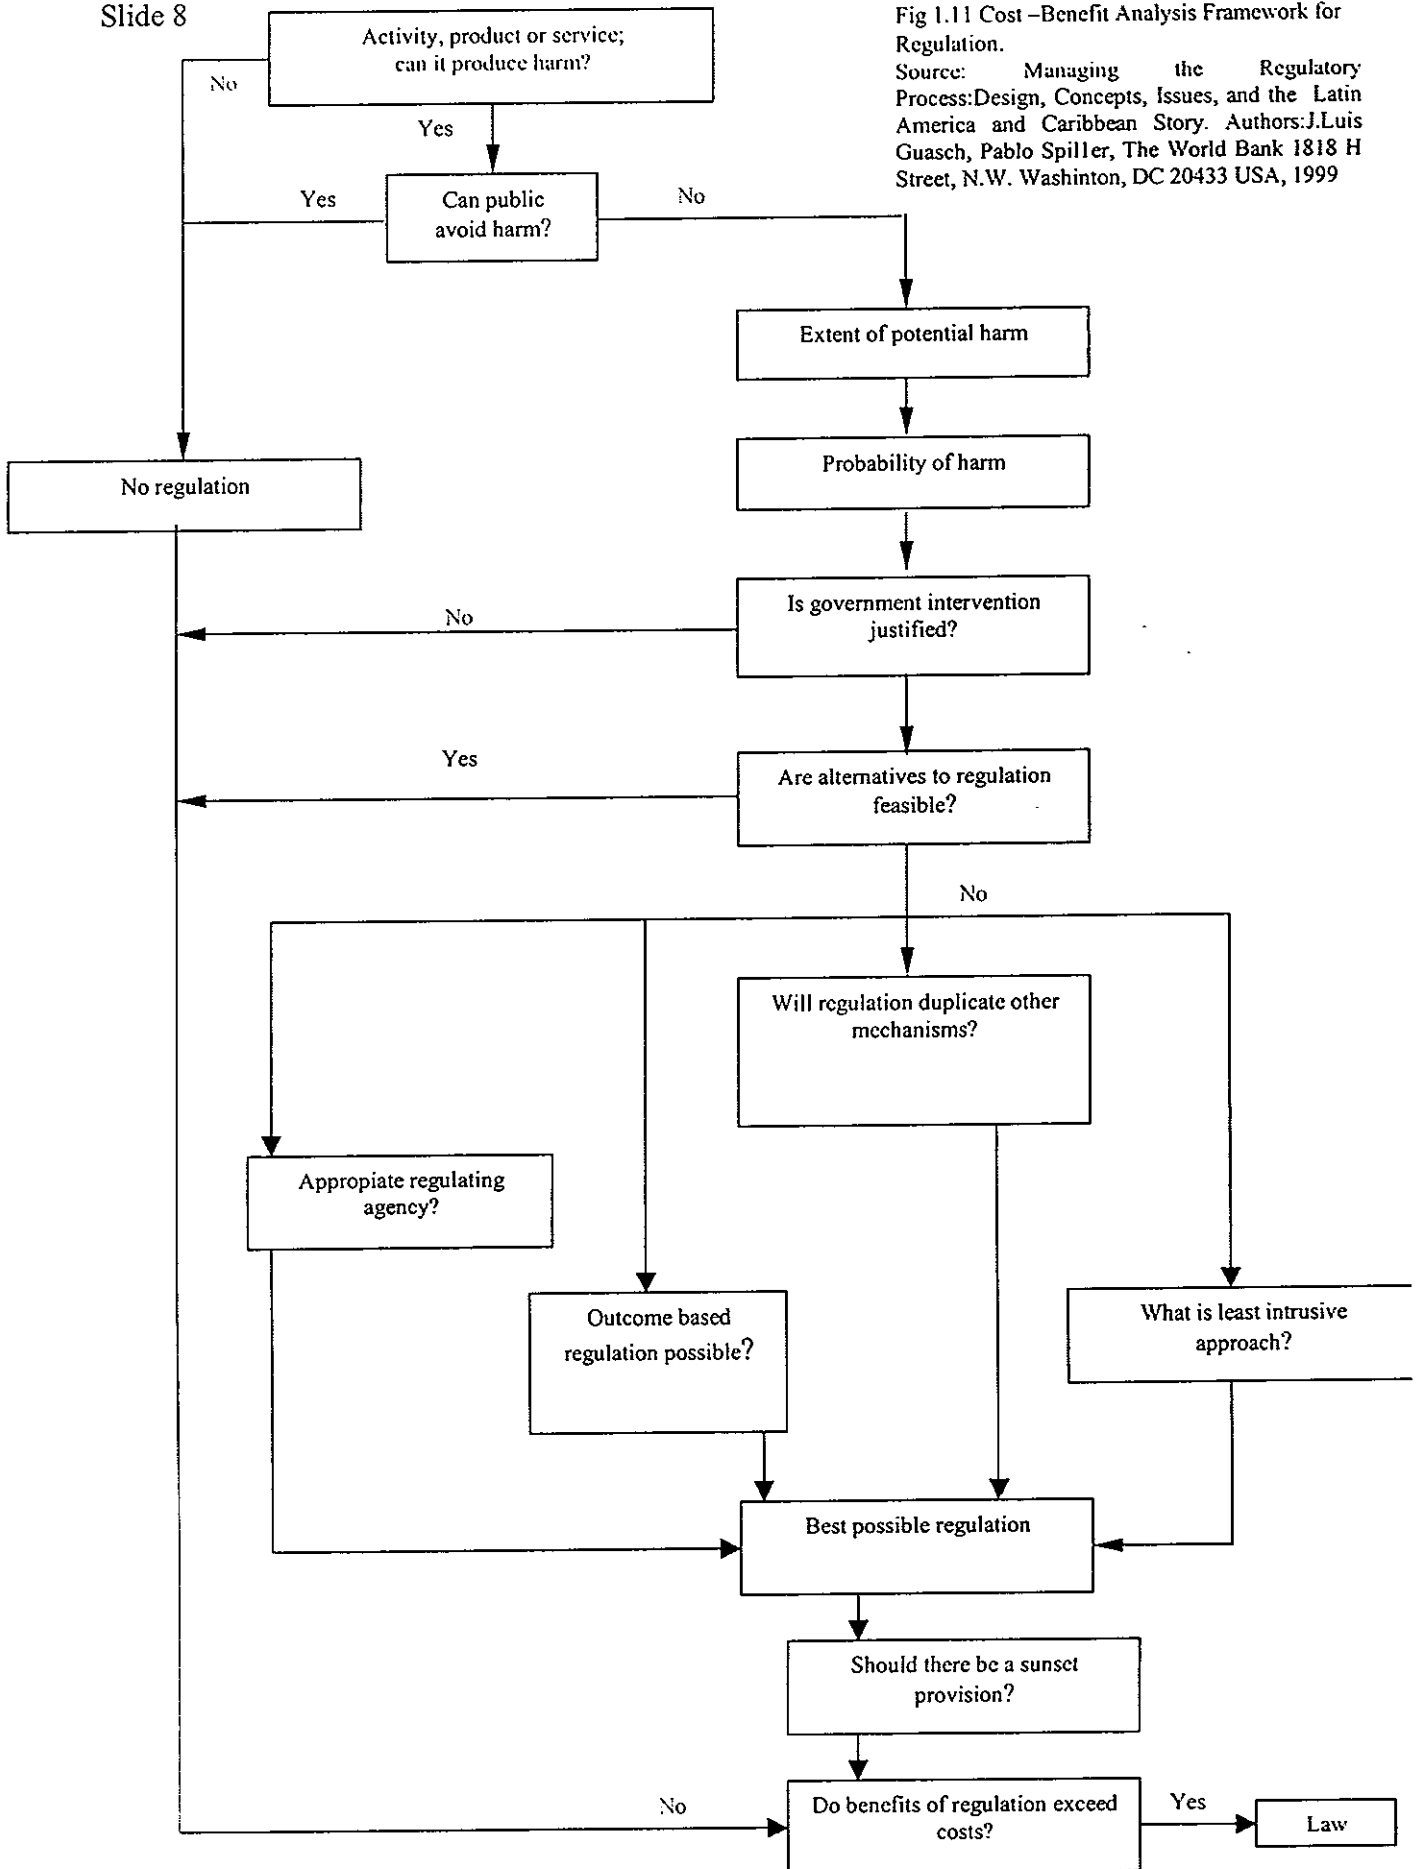 Slide 8
Fig 1.11 Cost –Benefit Analysis Framework for
Regulation.
Source: Managing the Regulatory
Process:Design, Concepts, Issues, and the Latin
America and Caribbean Story. Authors:J.Luis
Guasch, Pablo Spiller, The World Bank 1818 H
Street, N.W. Washinton, DC 20433 USA, 1999
Activity, product or service;
can it produce harm?
No
Yes
Yes
Can public
avoid harm?
No
Extent of potential harm
Probability of harm
No regulation
Is government intervention
justified?
No
Yes
Are alternatives to regulation
feasible?
No
Will regulation duplicate other
mechanisms?
Appropiate regulating
agency?
Outcome based
regulation possible?
What is least intrusive
approach?
Best possible regulation
Should there be a sunset
provision?
No
Do benefits of regulation exceed
costs?
Yes
Law